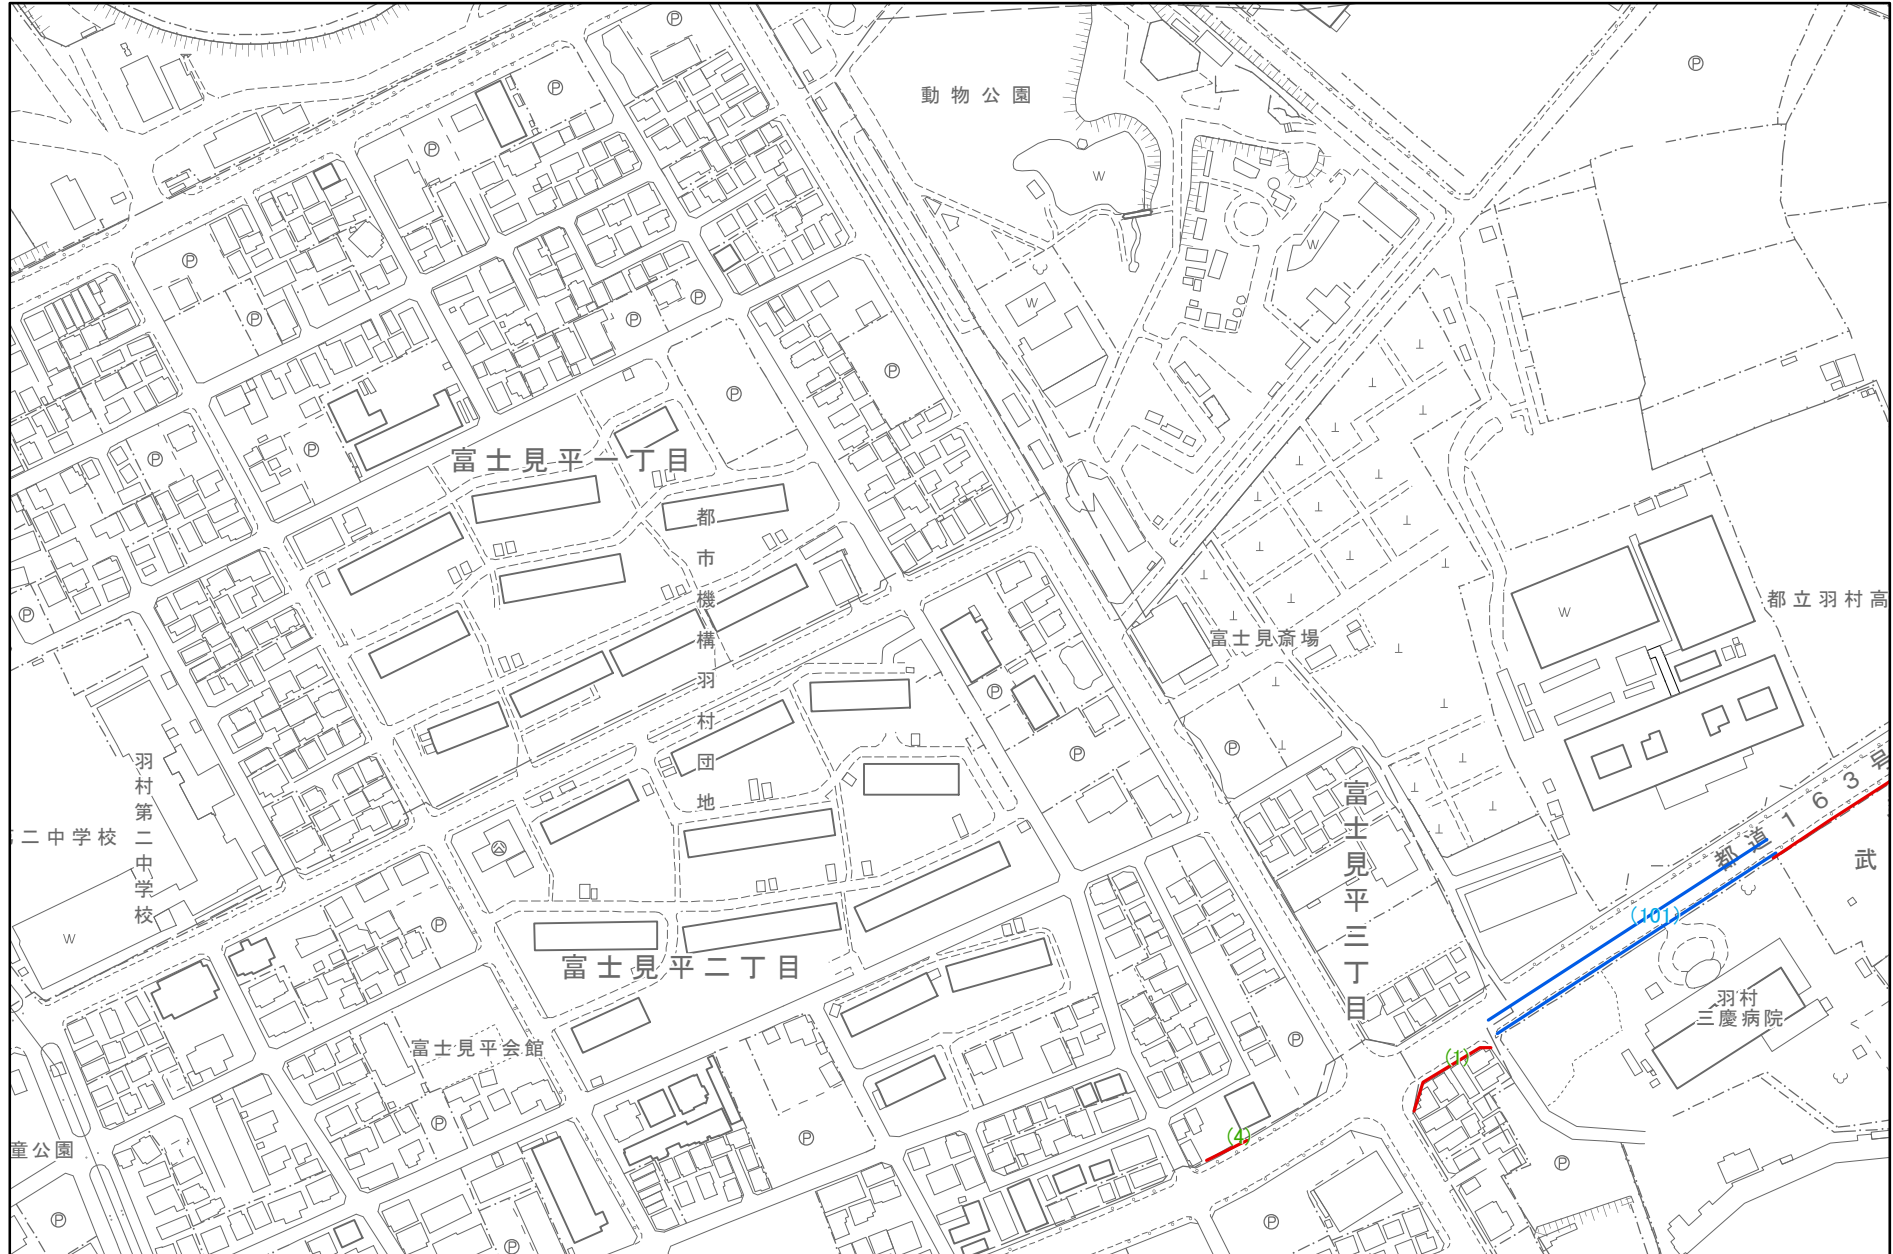 動物公園
富士見平一丁目
都市機構羽村団地
都立羽村高
富士見斎場
羽村第二中学校
二中学校
富士見平三丁目
都道163号
武
(101)
富士見平二丁目
羽村
三慶病院
富士見平会館
(1)
(4)
童公園